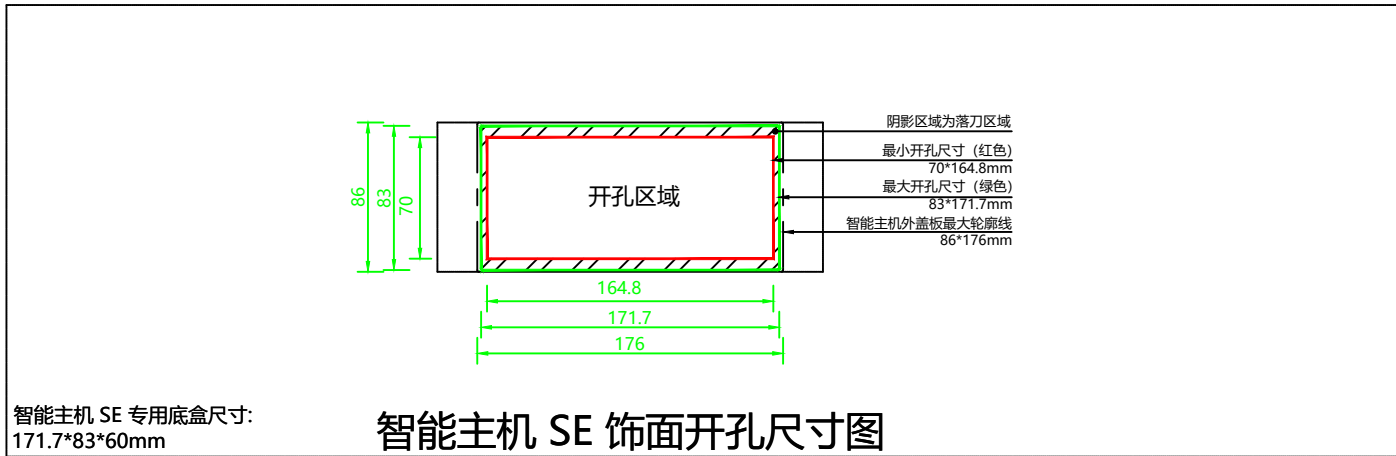 阴影区域为落刀区域
最小开孔尺寸（红色）
70*164.8mm
最大开孔尺寸（绿色）
83*171.7mm
智能主机外盖板最大轮廓线
86*176mm
86
83
70
开孔区域
164.8
171.7
176
智能主机 SE 专用底盒尺寸:
171.7*83*60mm
智能主机 SE 饰面开孔尺寸图